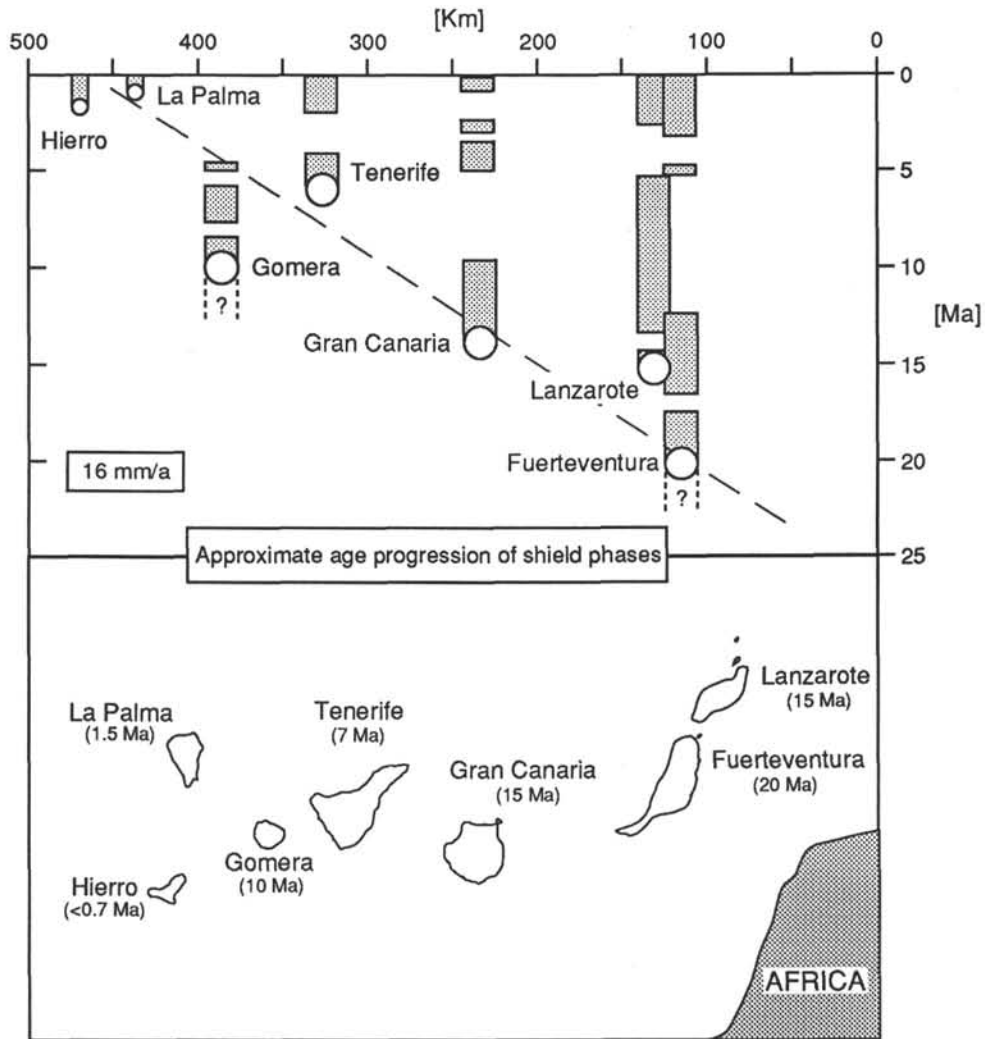 [Km]
500 400 300 200 100 0
0
La Palma
Hierro
Tenerife
5
Gomera
?
10
[Ma]
Gran Canaria
Lanzarote
15
Fuerteventura
?
16 mm/a
20
Approximate age progression of shield phases
25
Lanzarote
(15 Ma)
La Palma
(1.5 Ma)
Tenerife
(7 Ma)
Gran Canaria
(15 Ma)
Fuerteventura
(20 Ma)
Gomera
(10 Ma)
Hierro
(<0.7 Ma)
AFRICA